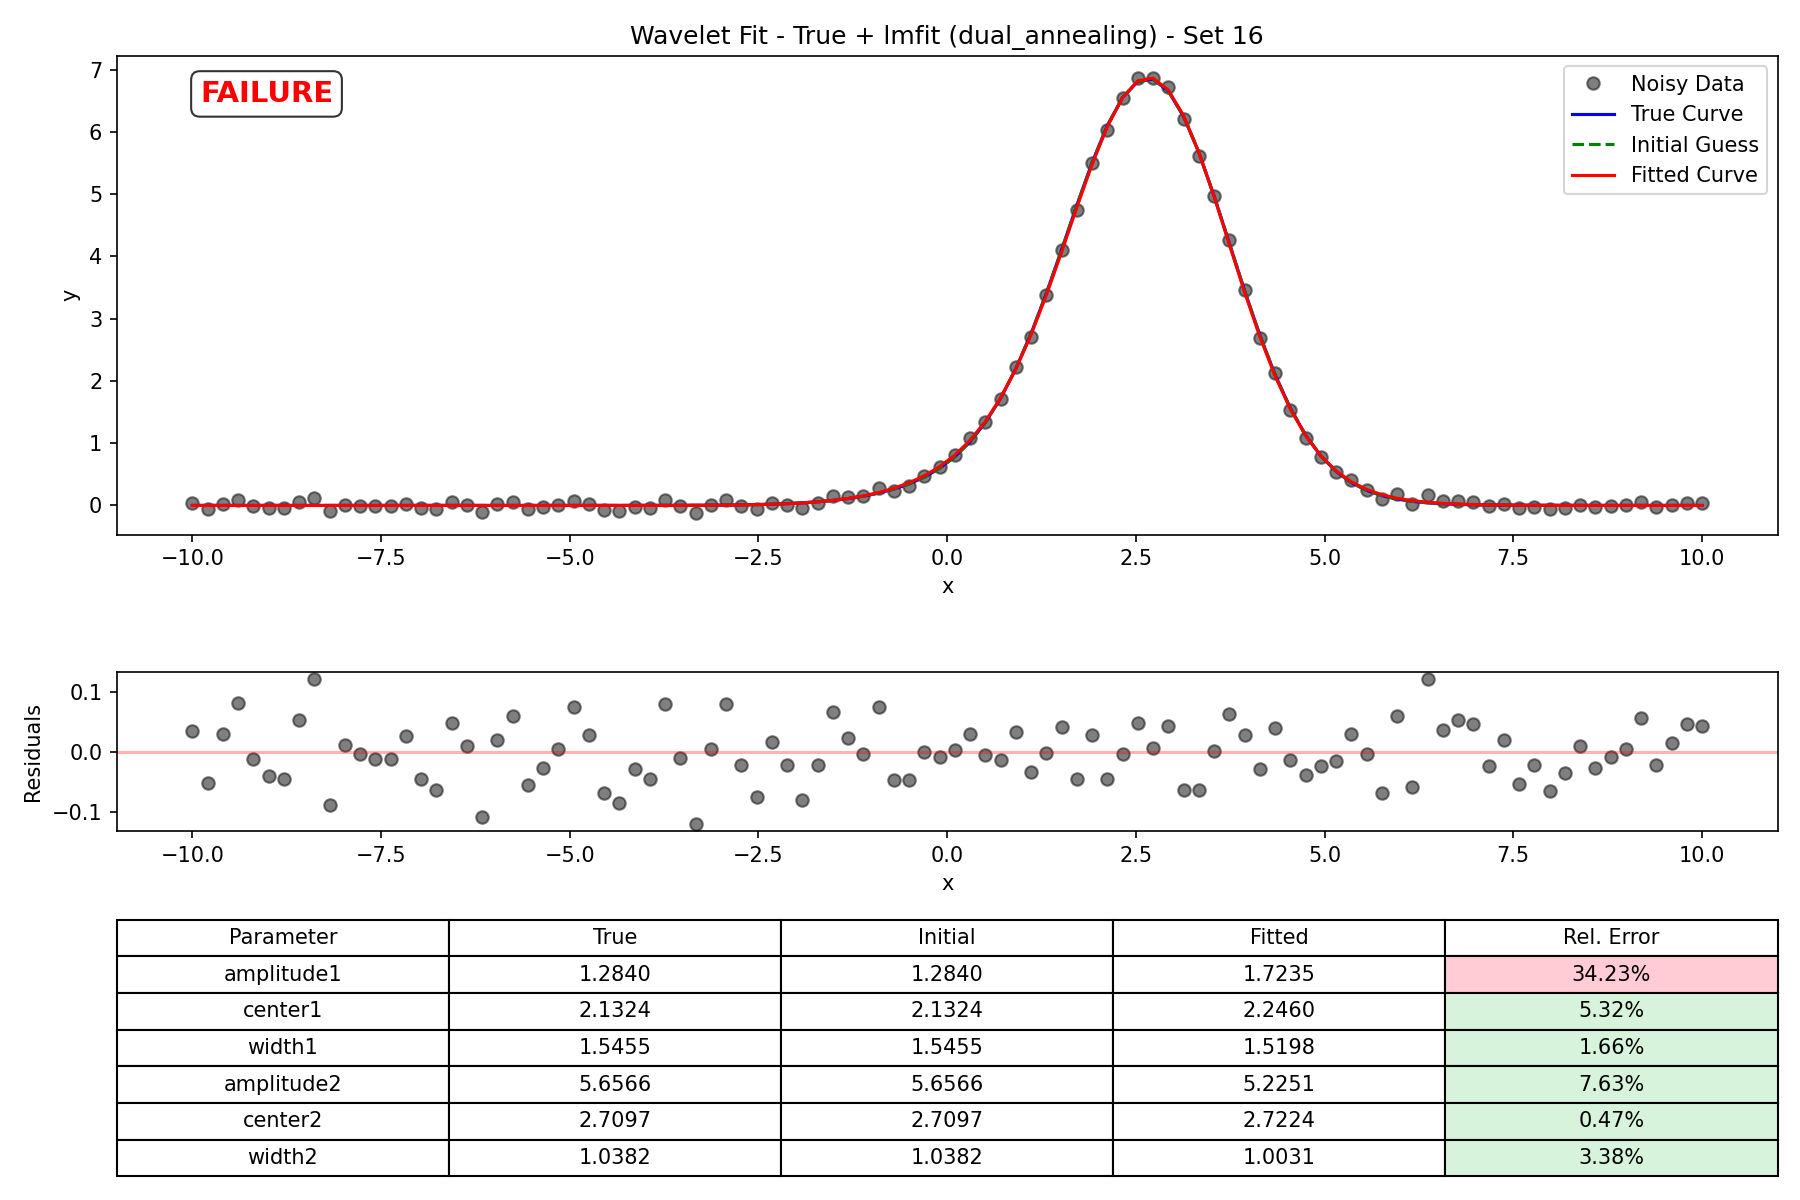 Wavelet Fit - True + lmfit (dual_annealing) - Set 16
FAILURE
Noisy Data
True Curve
Initial Guess
Fitted Curve
7
6
5
4
3
2
1
0
y
−10.0 −7.5 −5.0 −2.5 0.0 2.5 5.0 7.5 10.0
x
0.1
0.0
−0.1
Residuals
−10.0 −7.5 −5.0 −2.5 0.0 2.5 5.0 7.5 10.0
x
Parameter True Initial Fitted Rel. Error
amplitude1 1.2840 1.2840 1.7235 34.23%
center1 2.1324 2.1324 2.2460 5.32%
width1 1.5455 1.5455 1.5198 1.66%
amplitude2 5.6566 5.6566 5.2251 7.63%
center2 2.7097 2.7097 2.7224 0.47%
width2 1.0382 1.0382 1.0031 3.38%